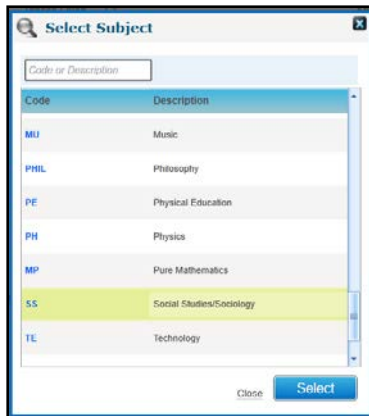 Select Subject
Code or Description
Code Description
MU Music
PHIL Philosophy
PE Physical Education
PH Physics
MP Pure Mathematics
SS Social Studies/Sociology
TE Technology
Close Select